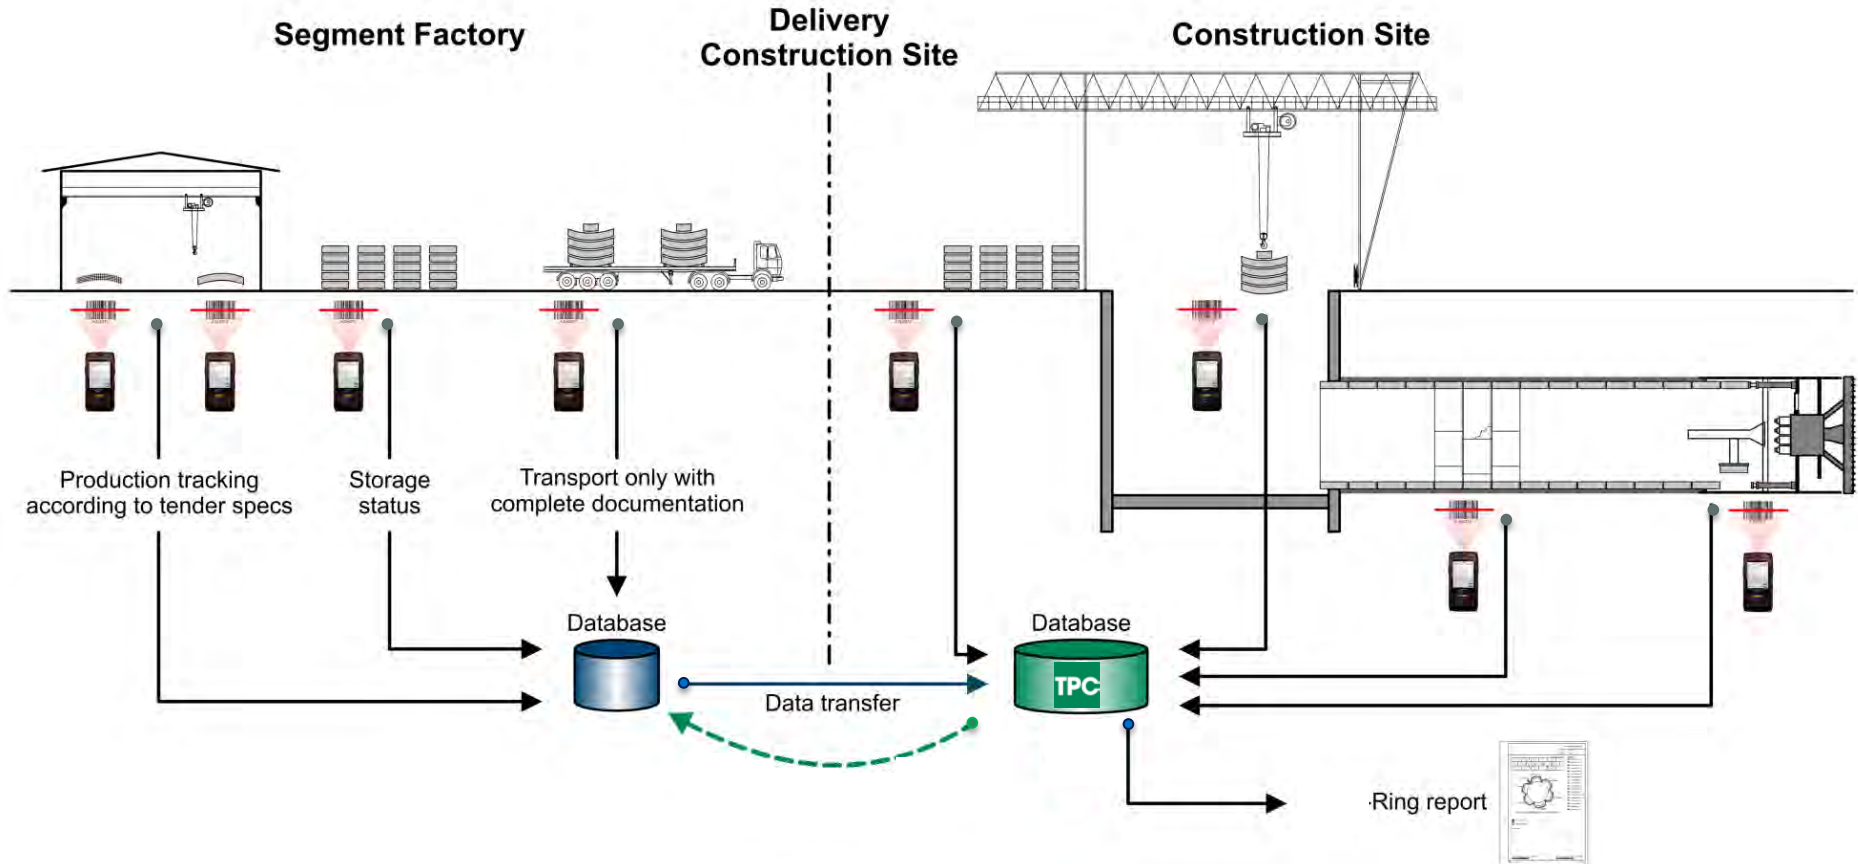 Segment Factory
Delivery
Construction Site
Construction Site
Production tracking
according to tender specs
Storage
status
Transport only with
complete documentation
Database
Database
TPC
Data transfer
Ring report